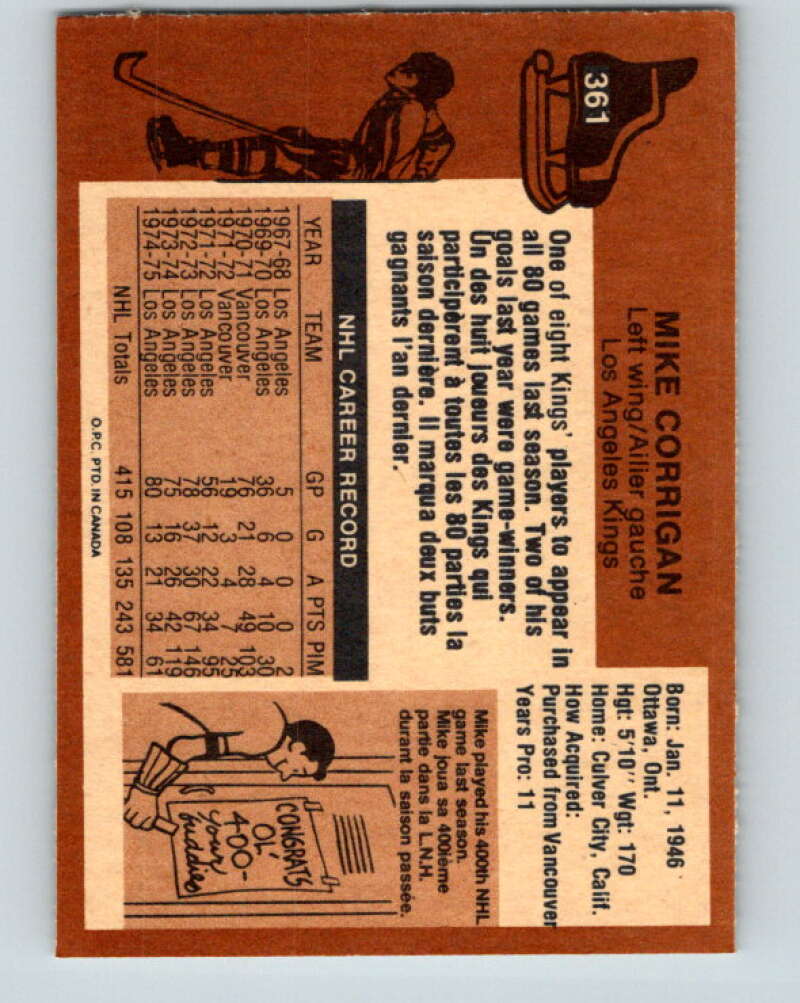 361
MIKE CORRIGAN
Left wing/Ailier gauche
Los Angeles Kings
One of eight Kings' players to appear in
all 80 games last season. Two of his
goals last year were game-winners.
Un des huit joueurs des Kings qui
participèrent à toutes les 80 parties la
saison dernière. Il marqua deux buts
gagnants l'an dernier.
Born: Jan. 11, 1946
Ottawa, Ont.
Hgt: 5'10" Wgt: 170
Home: Culver City, Calif.
How Acquired:
Purchased from Vancouver
Years Pro: 11
NHL CAREER RECORD
YEAR TEAM GP G A PTS PIM
1967-68 Los Angeles 5 0 0 0 2
1969-70 Los Angeles 36 6 4 10 30
1970-71 Vancouver 76 21 28 49 103
1971-72 Vancouver 19 3 4 7 25
1971-72 Los Angeles 56 12 22 34 95
1972-73 Los Angeles 78 37 30 67 146
1973-74 Los Angeles 75 16 26 42 119
1974-75 Los Angeles 80 13 21 34 61
NHL Totals 415 108 135 243 581
O.P.C. PTD. IN CANADA
Mike played his 400th NHL
game last season.
Mike joua sa 400ième
partie dans la L.N.H.
durant la saison passée.
CONGRATS
OL'
400-
your
buddies